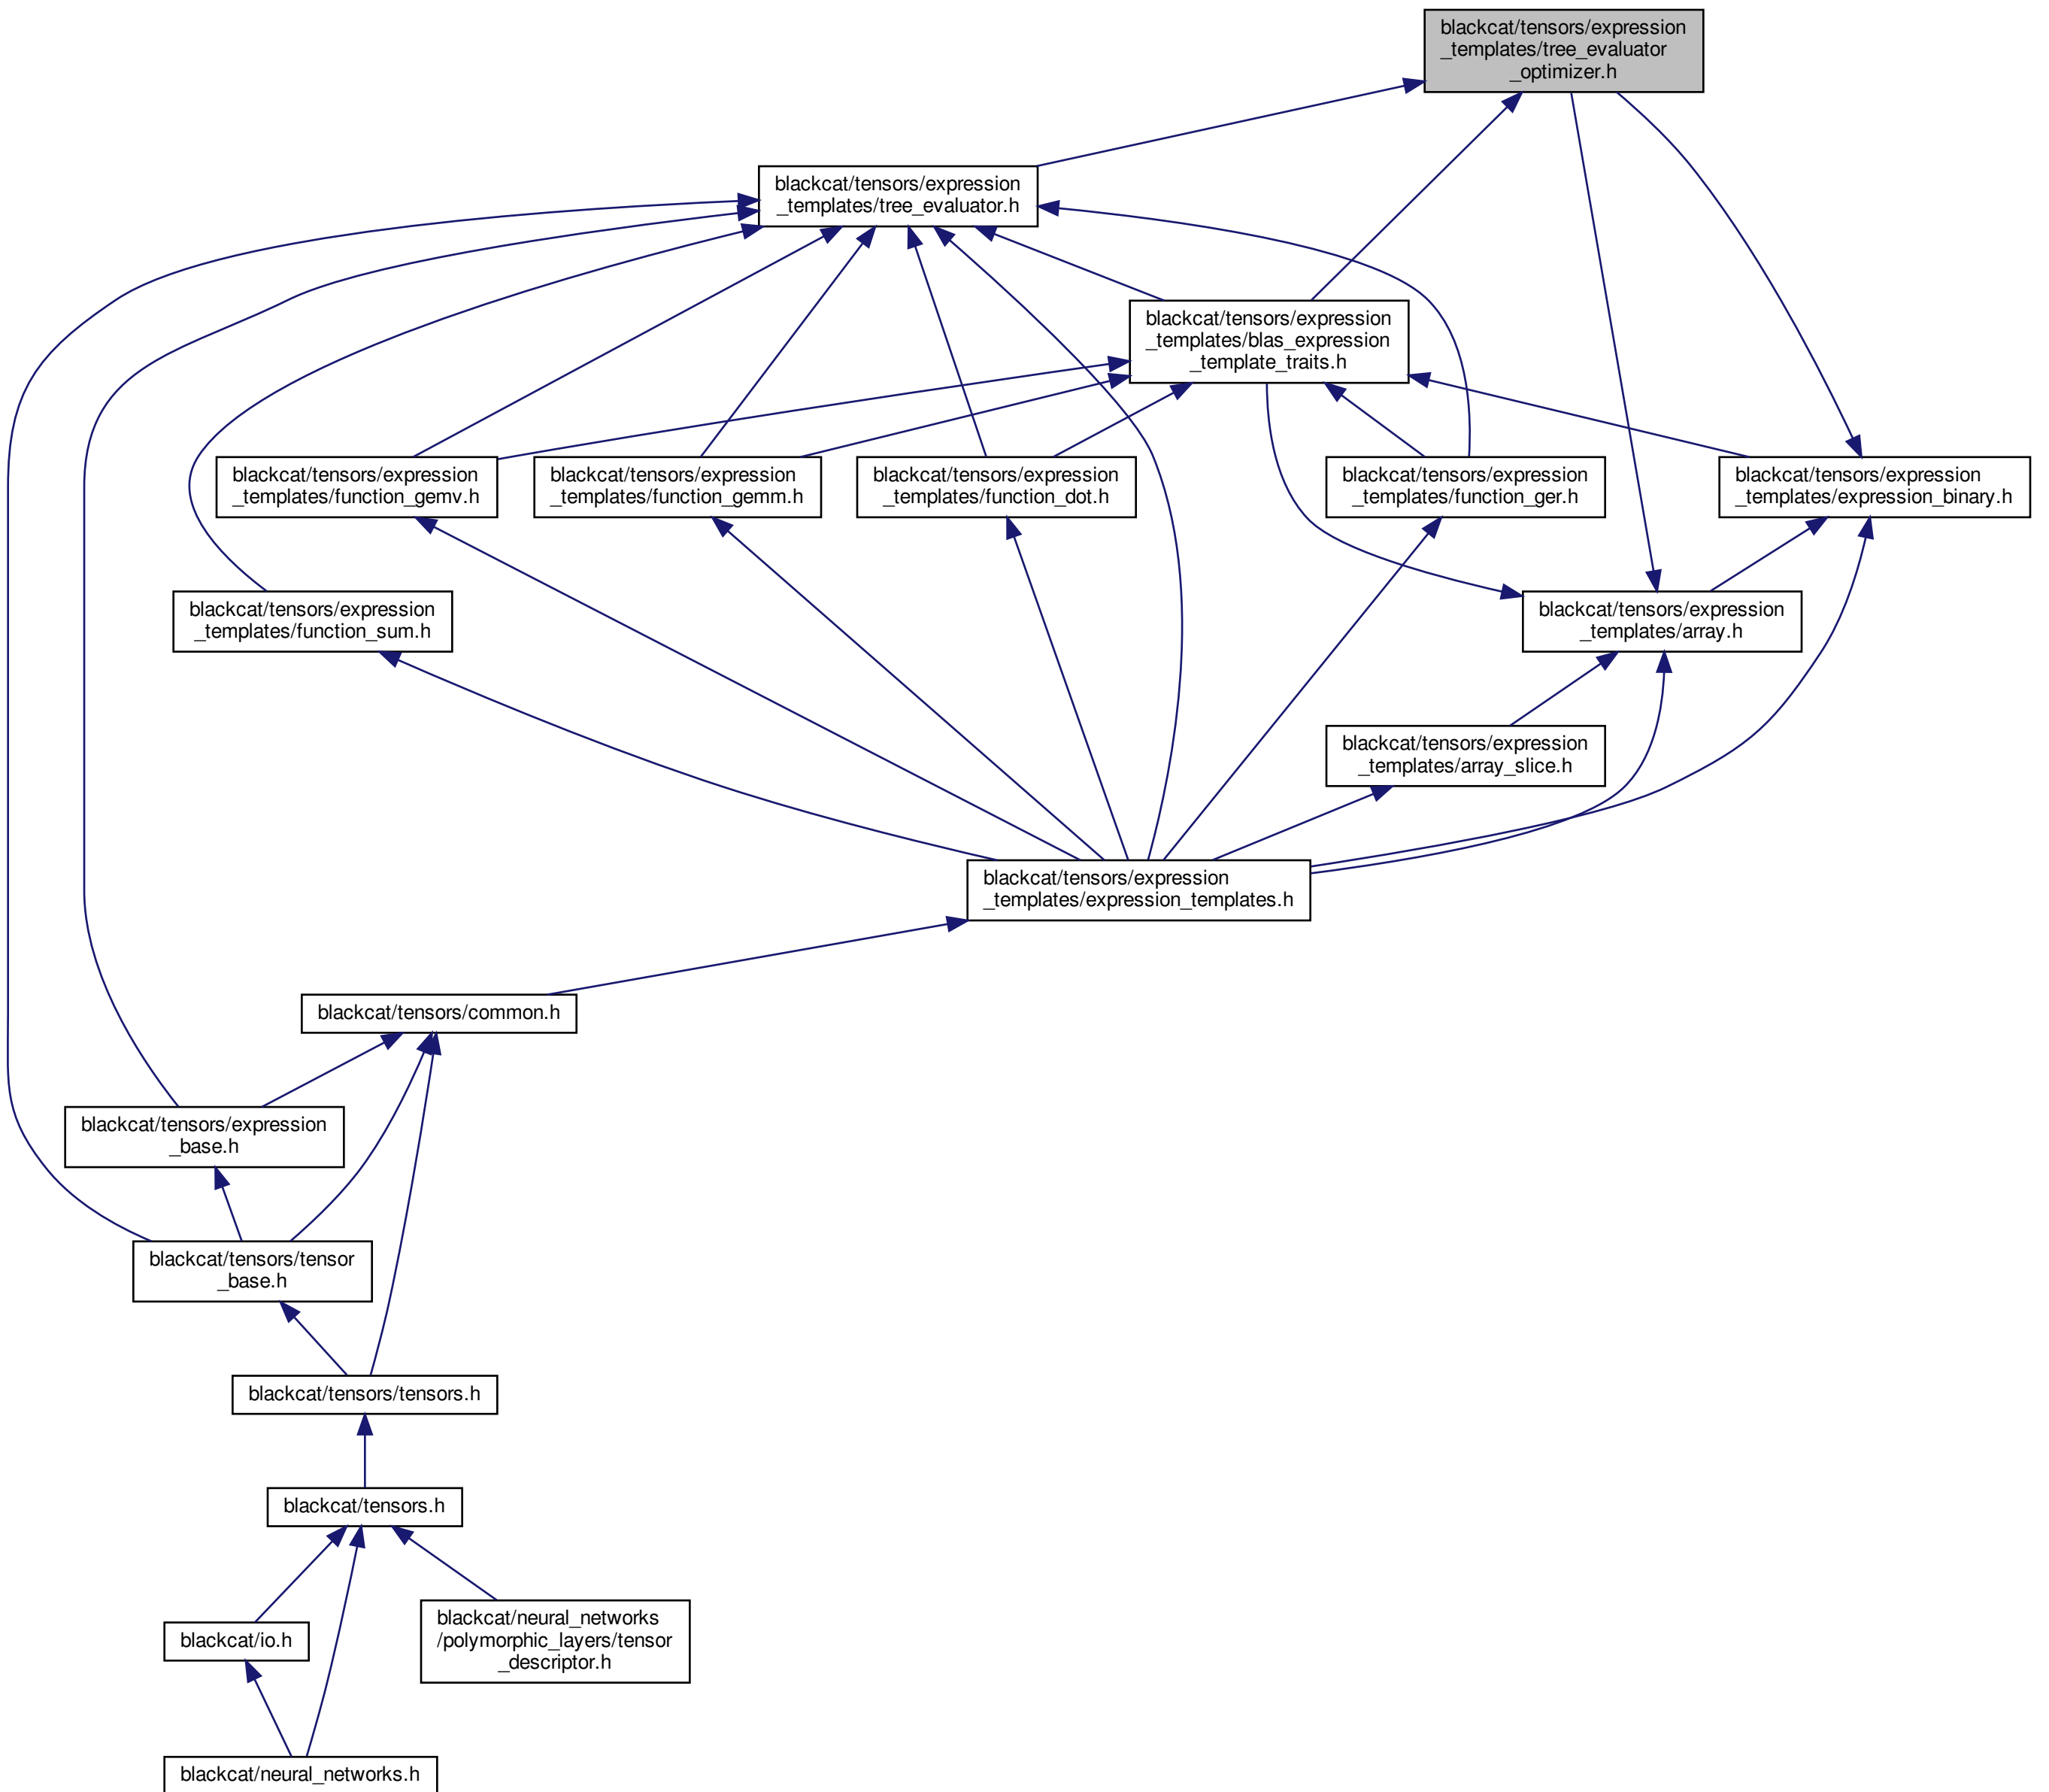 blackcat/tensors/expression
_templates/tree_evaluator
_optimizer.h
blackcat/tensors/expression
_templates/tree_evaluator.h
blackcat/tensors/expression
_templates/blas_expression
_template_traits.h
blackcat/tensors/expression
_templates/function_gemv.h
blackcat/tensors/expression
_templates/function_gemm.h
blackcat/tensors/expression
_templates/function_dot.h
blackcat/tensors/expression
_templates/function_ger.h
blackcat/tensors/expression
_templates/expression_binary.h
blackcat/tensors/expression
_templates/function_sum.h
blackcat/tensors/expression
_templates/array.h
blackcat/tensors/expression
_templates/array_slice.h
blackcat/tensors/expression
_templates/expression_templates.h
blackcat/tensors/common.h
blackcat/tensors/expression
_base.h
blackcat/tensors/tensor
_base.h
blackcat/tensors/tensors.h
blackcat/tensors.h
blackcat/io.h
blackcat/neural_networks
/polymorphic_layers/tensor
_descriptor.h
blackcat/neural_networks.h